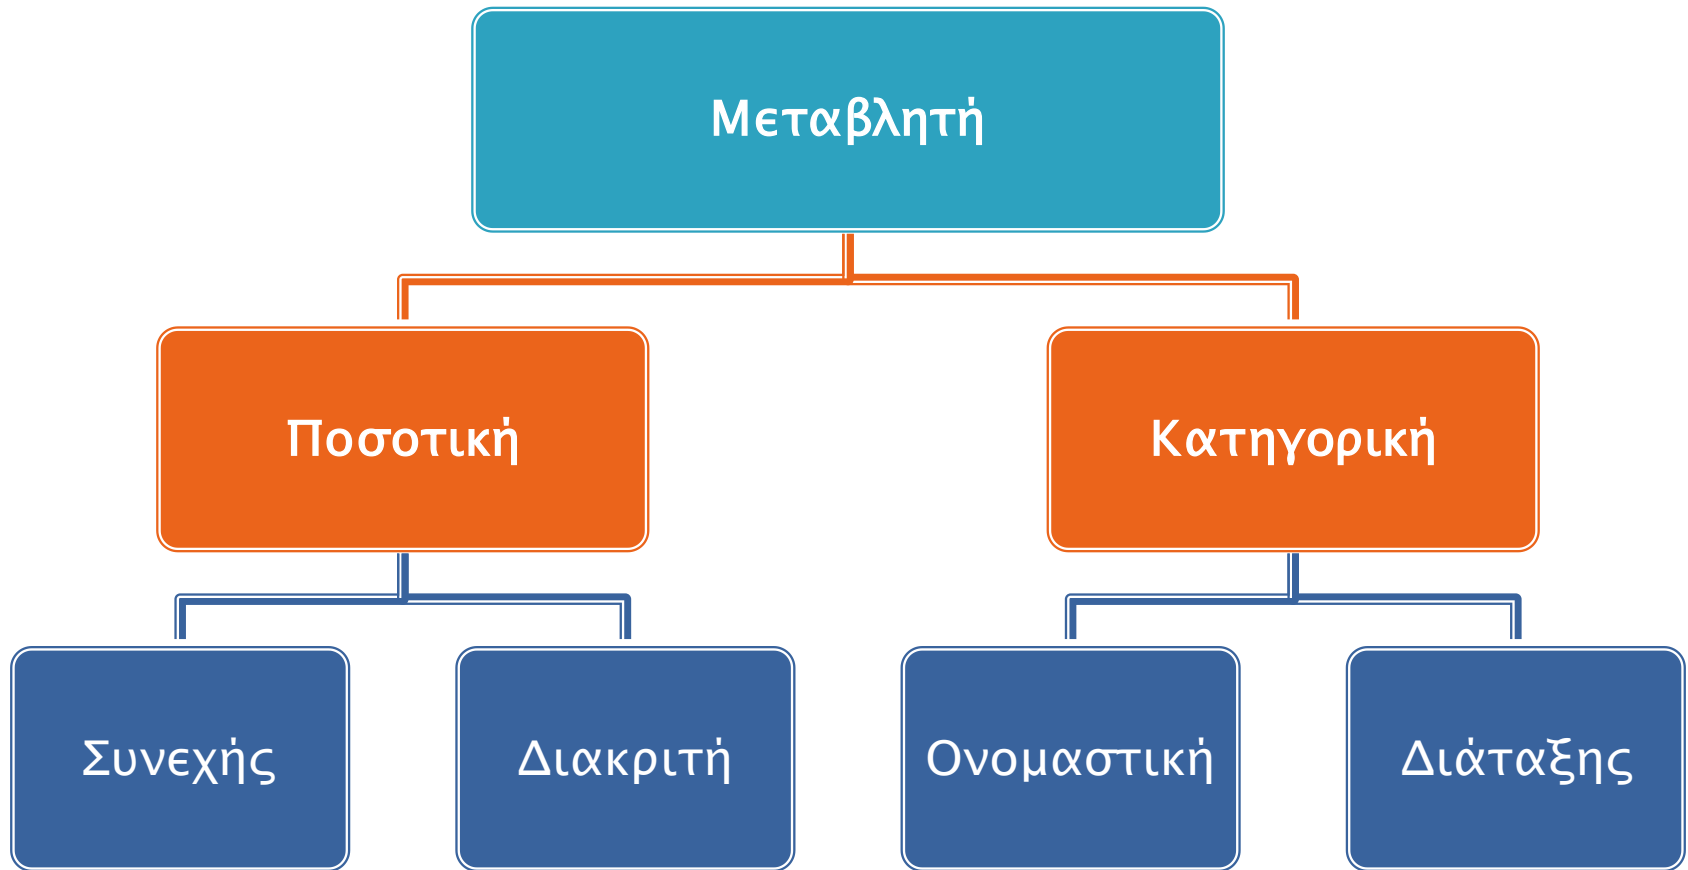 Μεταβλητή
Ποσοτική
Κατηγορική
Συνεχής
Διακριτή
Ονομαστική
Διάταξης